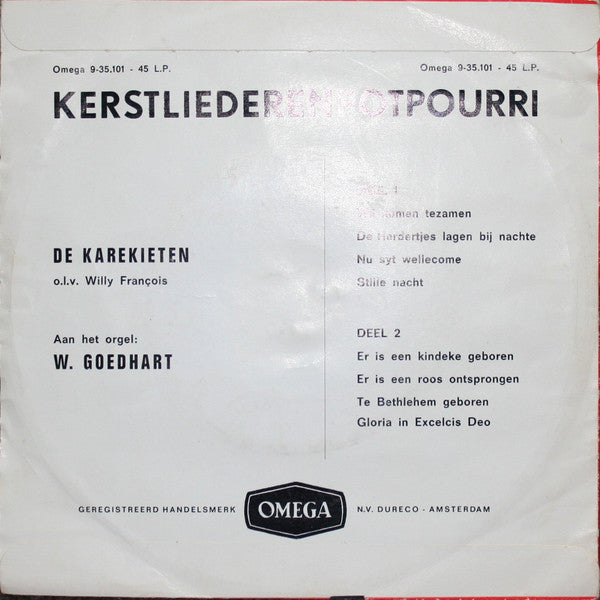 Omega 9-35.101 - 45 L.P.
Omega 9-35.101 - 45 L.P.
KERSTLIEDERENPOTPOURRI
DE KAREKIETEN
o.l.v. Willy François
Aan het orgel:
W. GOEDHART
DEEL 1
komen tezamen
De Herdertjes lagen bij nachte
Nu syt wellecome
Stille nacht
DEEL 2
Er is een kindeke geboren
Er is een roos ontsprongen
Te Bethlehem geboren
Gloria in Excelcis Deo
GEREGISTREERD HANDELSMERK
OMEGA
N.V. DURECO - AMSTERDAM